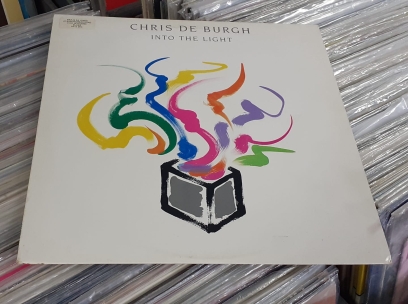 CHRIS DE BURGH
INTO THE LIGHT